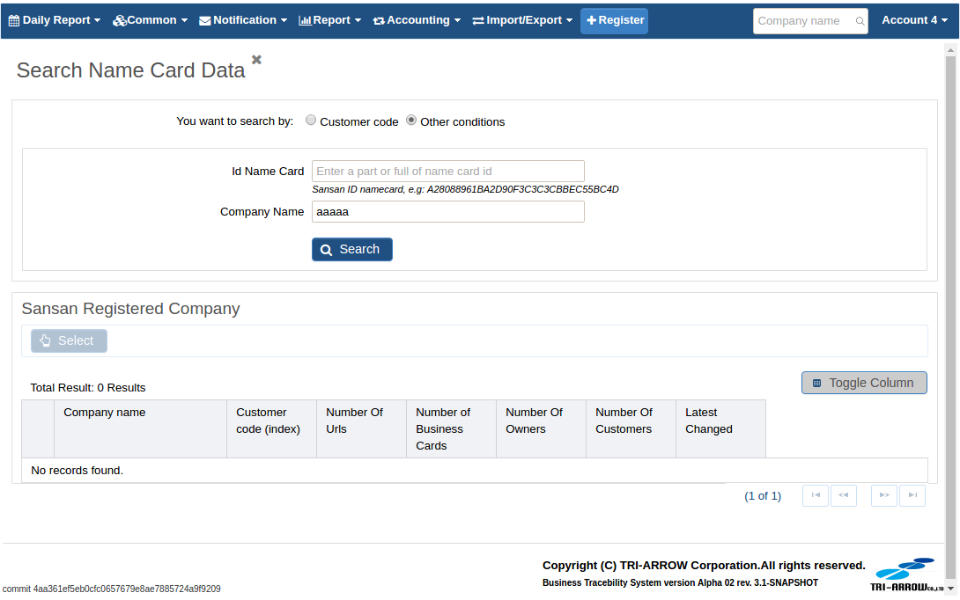 Daily Report Common Notification Report Accounting Import/Export Register Company name Account 4
Search Name Card Data
You want to search by: Customer code Other conditions
Id Name Card Enter a part or full of name card id
Sansan ID namecard, e.g: A28088961BA2D90F3C3C3CBBEC55BC4D
Company Name aaaaa
Search
Sansan Registered Company
Select
Total Result: 0 Results
Toggle Column
Company name
Customer code (index)
Number Of Urls
Number of Business Cards
Number Of Owners
Number Of Customers
Latest Changed
No records found.
(1 of 1)
Copyright (C) TRI-ARROW Corporation.All rights reserved.
Business Tracebility System version Alpha 02 rev. 3.1-SNAPSHOT
TRI-ARROW CO.,LTD
commit 4aa361ef5eb0cfc0657679e8ae7885724a9f9209